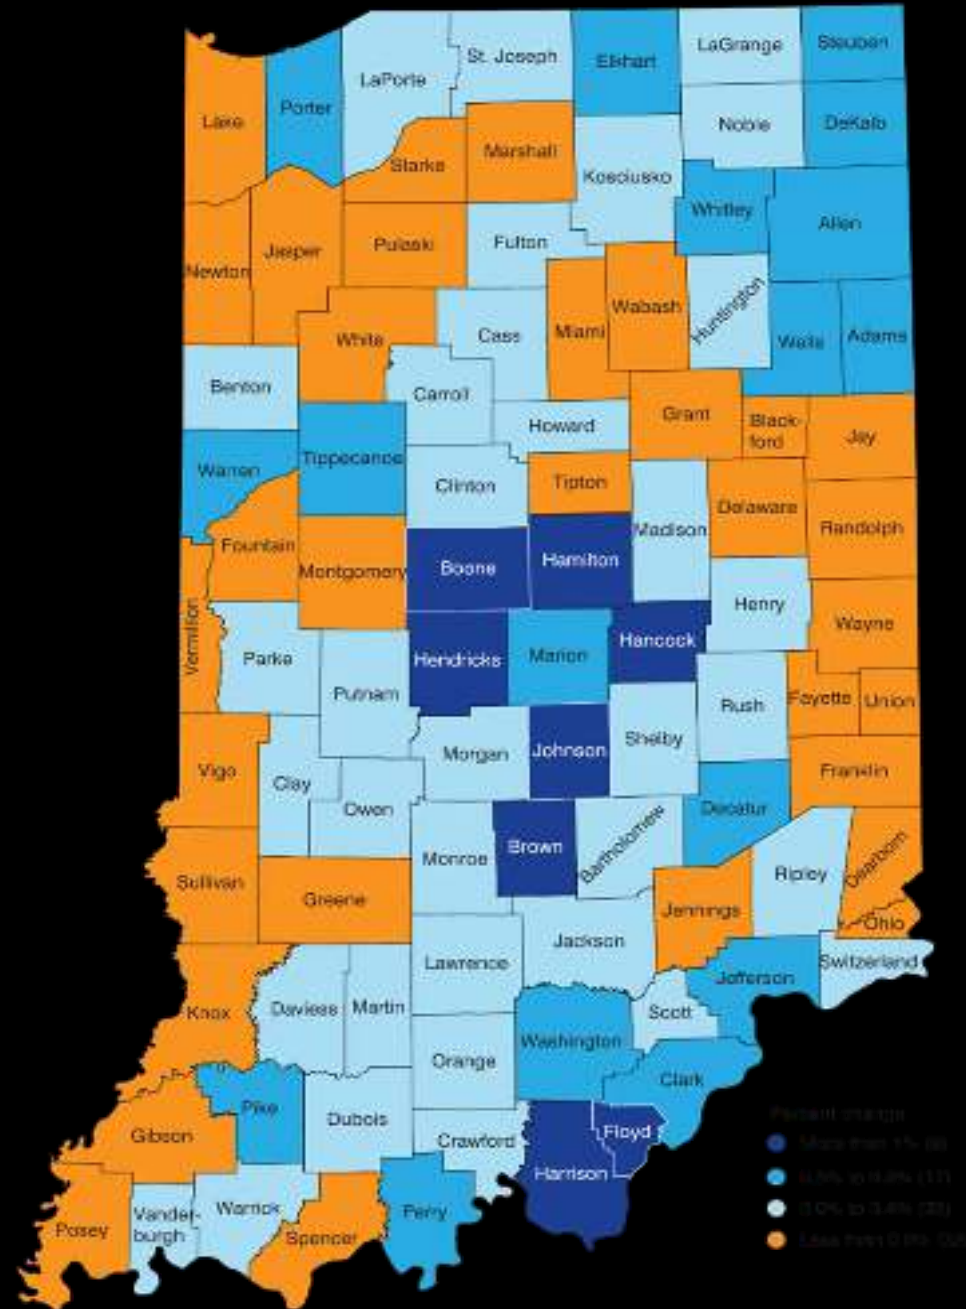 LaPorte
St. Joseph
Elkhart
LaGrange
Steuben
Lake
Porter
Noble
DeKalb
Starke
Marshall
Kosciusko
Whitley
Allen
Newton
Jasper
Pulaski
Fulton
White
Cass
Miami
Wabash
Huntington
Wells
Adams
Benton
Carroll
Howard
Grant
Black-
ford
Jay
Warren
Tippecanoe
Clinton
Tipton
Madison
Delaware
Randolph
Fountain
Montgomery
Boone
Hamilton
Henry
Wayne
Vermillion
Parke
Putnam
Hendricks
Marion
Hancock
Rush
Fayette
Union
Vigo
Clay
Owen
Morgan
Johnson
Shelby
Decatur
Franklin
Sullivan
Greene
Monroe
Brown
Bartholomew
Jennings
Ripley
Dearborn
Ohio
Switzerland
Knox
Daviess
Martin
Lawrence
Jackson
Jefferson
Scott
Orange
Washington
Clark
Gibson
Pike
Dubois
Crawford
Harrison
Floyd
Posey
Vander-
burgh
Warrick
Spencer
Perry
Percent change
More than 1%